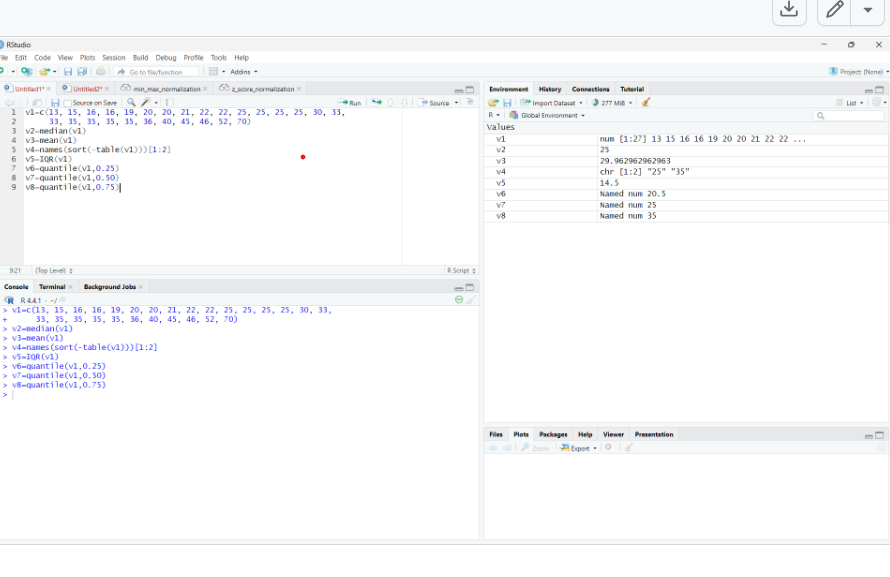 RStudio
File Edit Code View Plots Session Build Debug Profile Tools Help
Go to file/function Addins Project: (None)
Untitled1* Untitled2* min_max_normalization z_score_normalization
Source on Save Run Source
1 v1=c(13, 15, 16, 16, 19, 20, 20, 21, 22, 22, 25, 25, 25, 25, 30, 33,
2 33, 35, 35, 35, 35, 36, 40, 45, 46, 52, 70)
3 v2=median(v1)
4 v3=mean(v1)
5 v4=names(sort(-table(v1)))[1:2]
6 v5=IQR(v1)
7 v6=quantile(v1,0.25)
8 v7=quantile(v1,0.50)
9 v8=quantile(v1,0.75)
9:21 (Top Level) R Script
Console Terminal Background Jobs
R 4.4.1 · ~/
> v1=c(13, 15, 16, 16, 19, 20, 20, 21, 22, 22, 25, 25, 25, 25, 30, 33,
+ 33, 35, 35, 35, 35, 36, 40, 45, 46, 52, 70)
> v2=median(v1)
> v3=mean(v1)
> v4=names(sort(-table(v1)))[1:2]
> v5=IQR(v1)
> v6=quantile(v1,0.25)
> v7=quantile(v1,0.50)
> v8=quantile(v1,0.75)
>
Environment History Connections Tutorial
Import Dataset 277 MiB List
R Global Environment
Values
v1 num [1:27] 13 15 16 16 19 20 20 21 22 22 ...
v2 25
v3 29.962962962963
v4 chr [1:2] "25" "35"
v5 14.5
v6 Named num 20.5
v7 Named num 25
v8 Named num 35
Files Plots Packages Help Viewer Presentation
Zoom Export